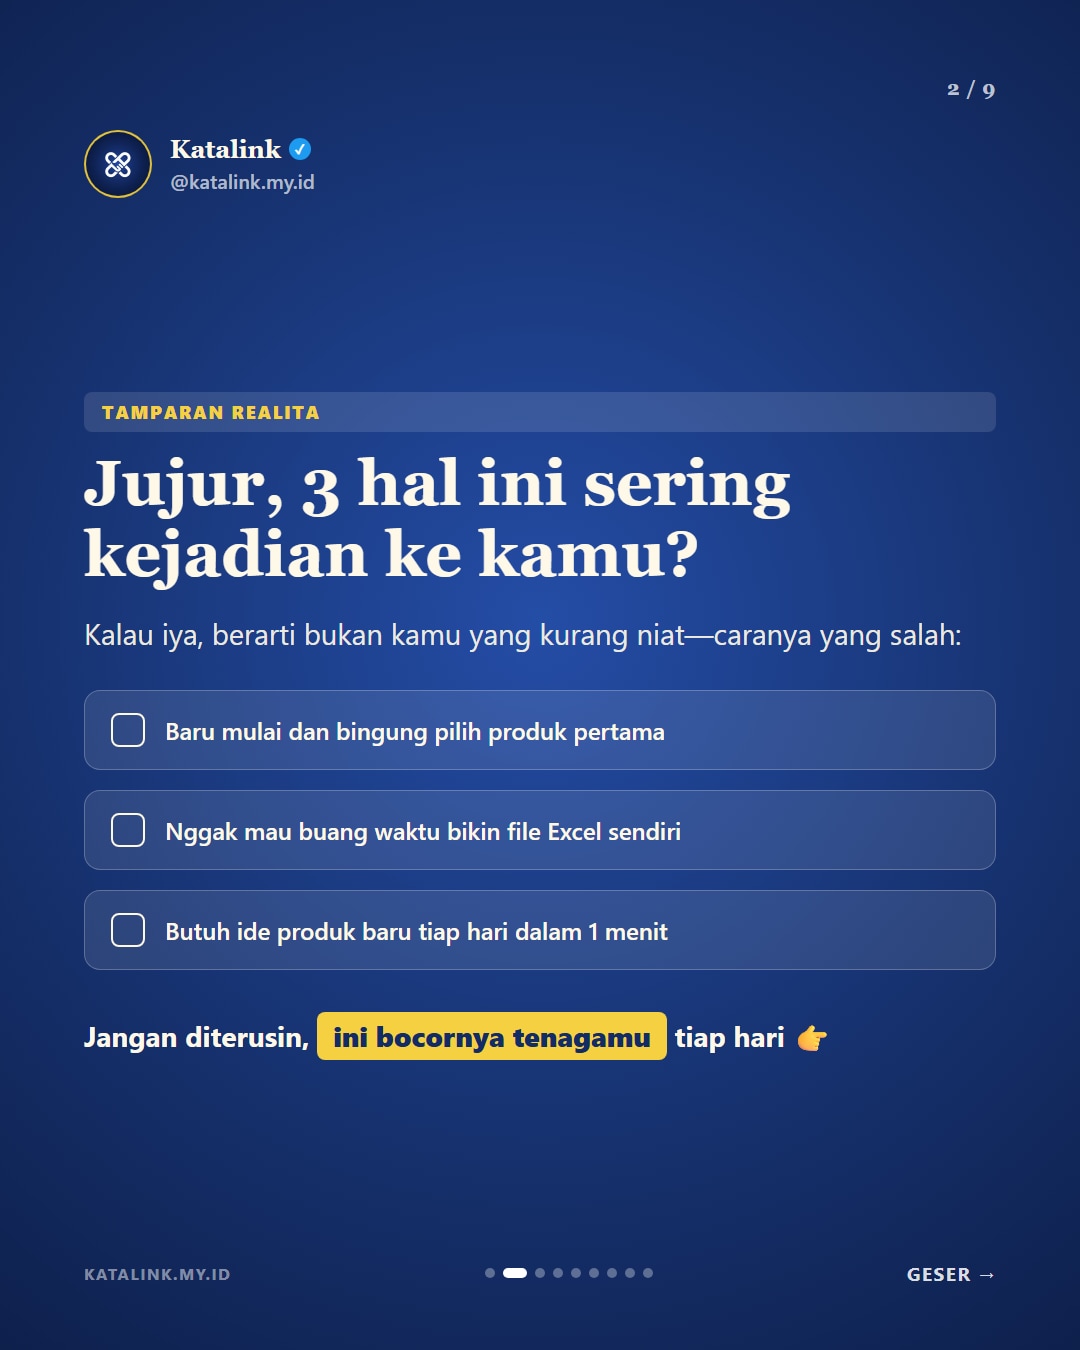 2 / 9
Katalink
@katalink.my.id
TAMPARAN REALITA
Jujur, 3 hal ini sering
kejadian ke kamu?
Kalau iya, berarti bukan kamu yang kurang niat—caranya yang salah:
Baru mulai dan bingung pilih produk pertama
Nggak mau buang waktu bikin file Excel sendiri
Butuh ide produk baru tiap hari dalam 1 menit
Jangan diterusin, ini bocornya tenagamu tiap hari 👉
KATALINK.MY.ID
GESER →